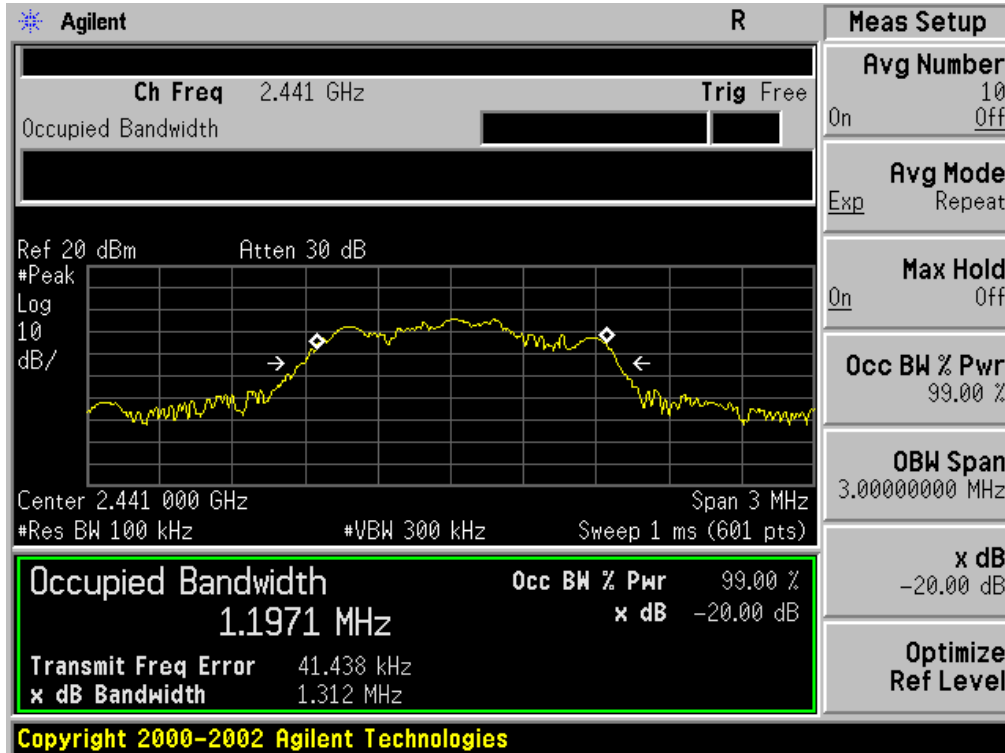 Agilent R Meas Setup
Ch Freq 2.441 GHz Trig Free
Occupied Bandwidth
Ref 20 dBm Atten 30 dB
#Peak
Log
10
dB/
Center 2.441 000 GHz Span 3 MHz
#Res BW 100 kHz #VBW 300 kHz Sweep 1 ms (601 pts)
Occupied Bandwidth Occ BW % Pwr 99.00 %
1.1971 MHz x dB -20.00 dB
Transmit Freq Error 41.438 kHz
x dB Bandwidth 1.312 MHz
Copyright 2000-2002 Agilent Technologies
Avg Number
10
On Off
Avg Mode
Exp Repeat
Max Hold
On Off
Occ BW % Pwr
99.00 %
OBW Span
3.00000000 MHz
x dB
-20.00 dB
Optimize
Ref Level